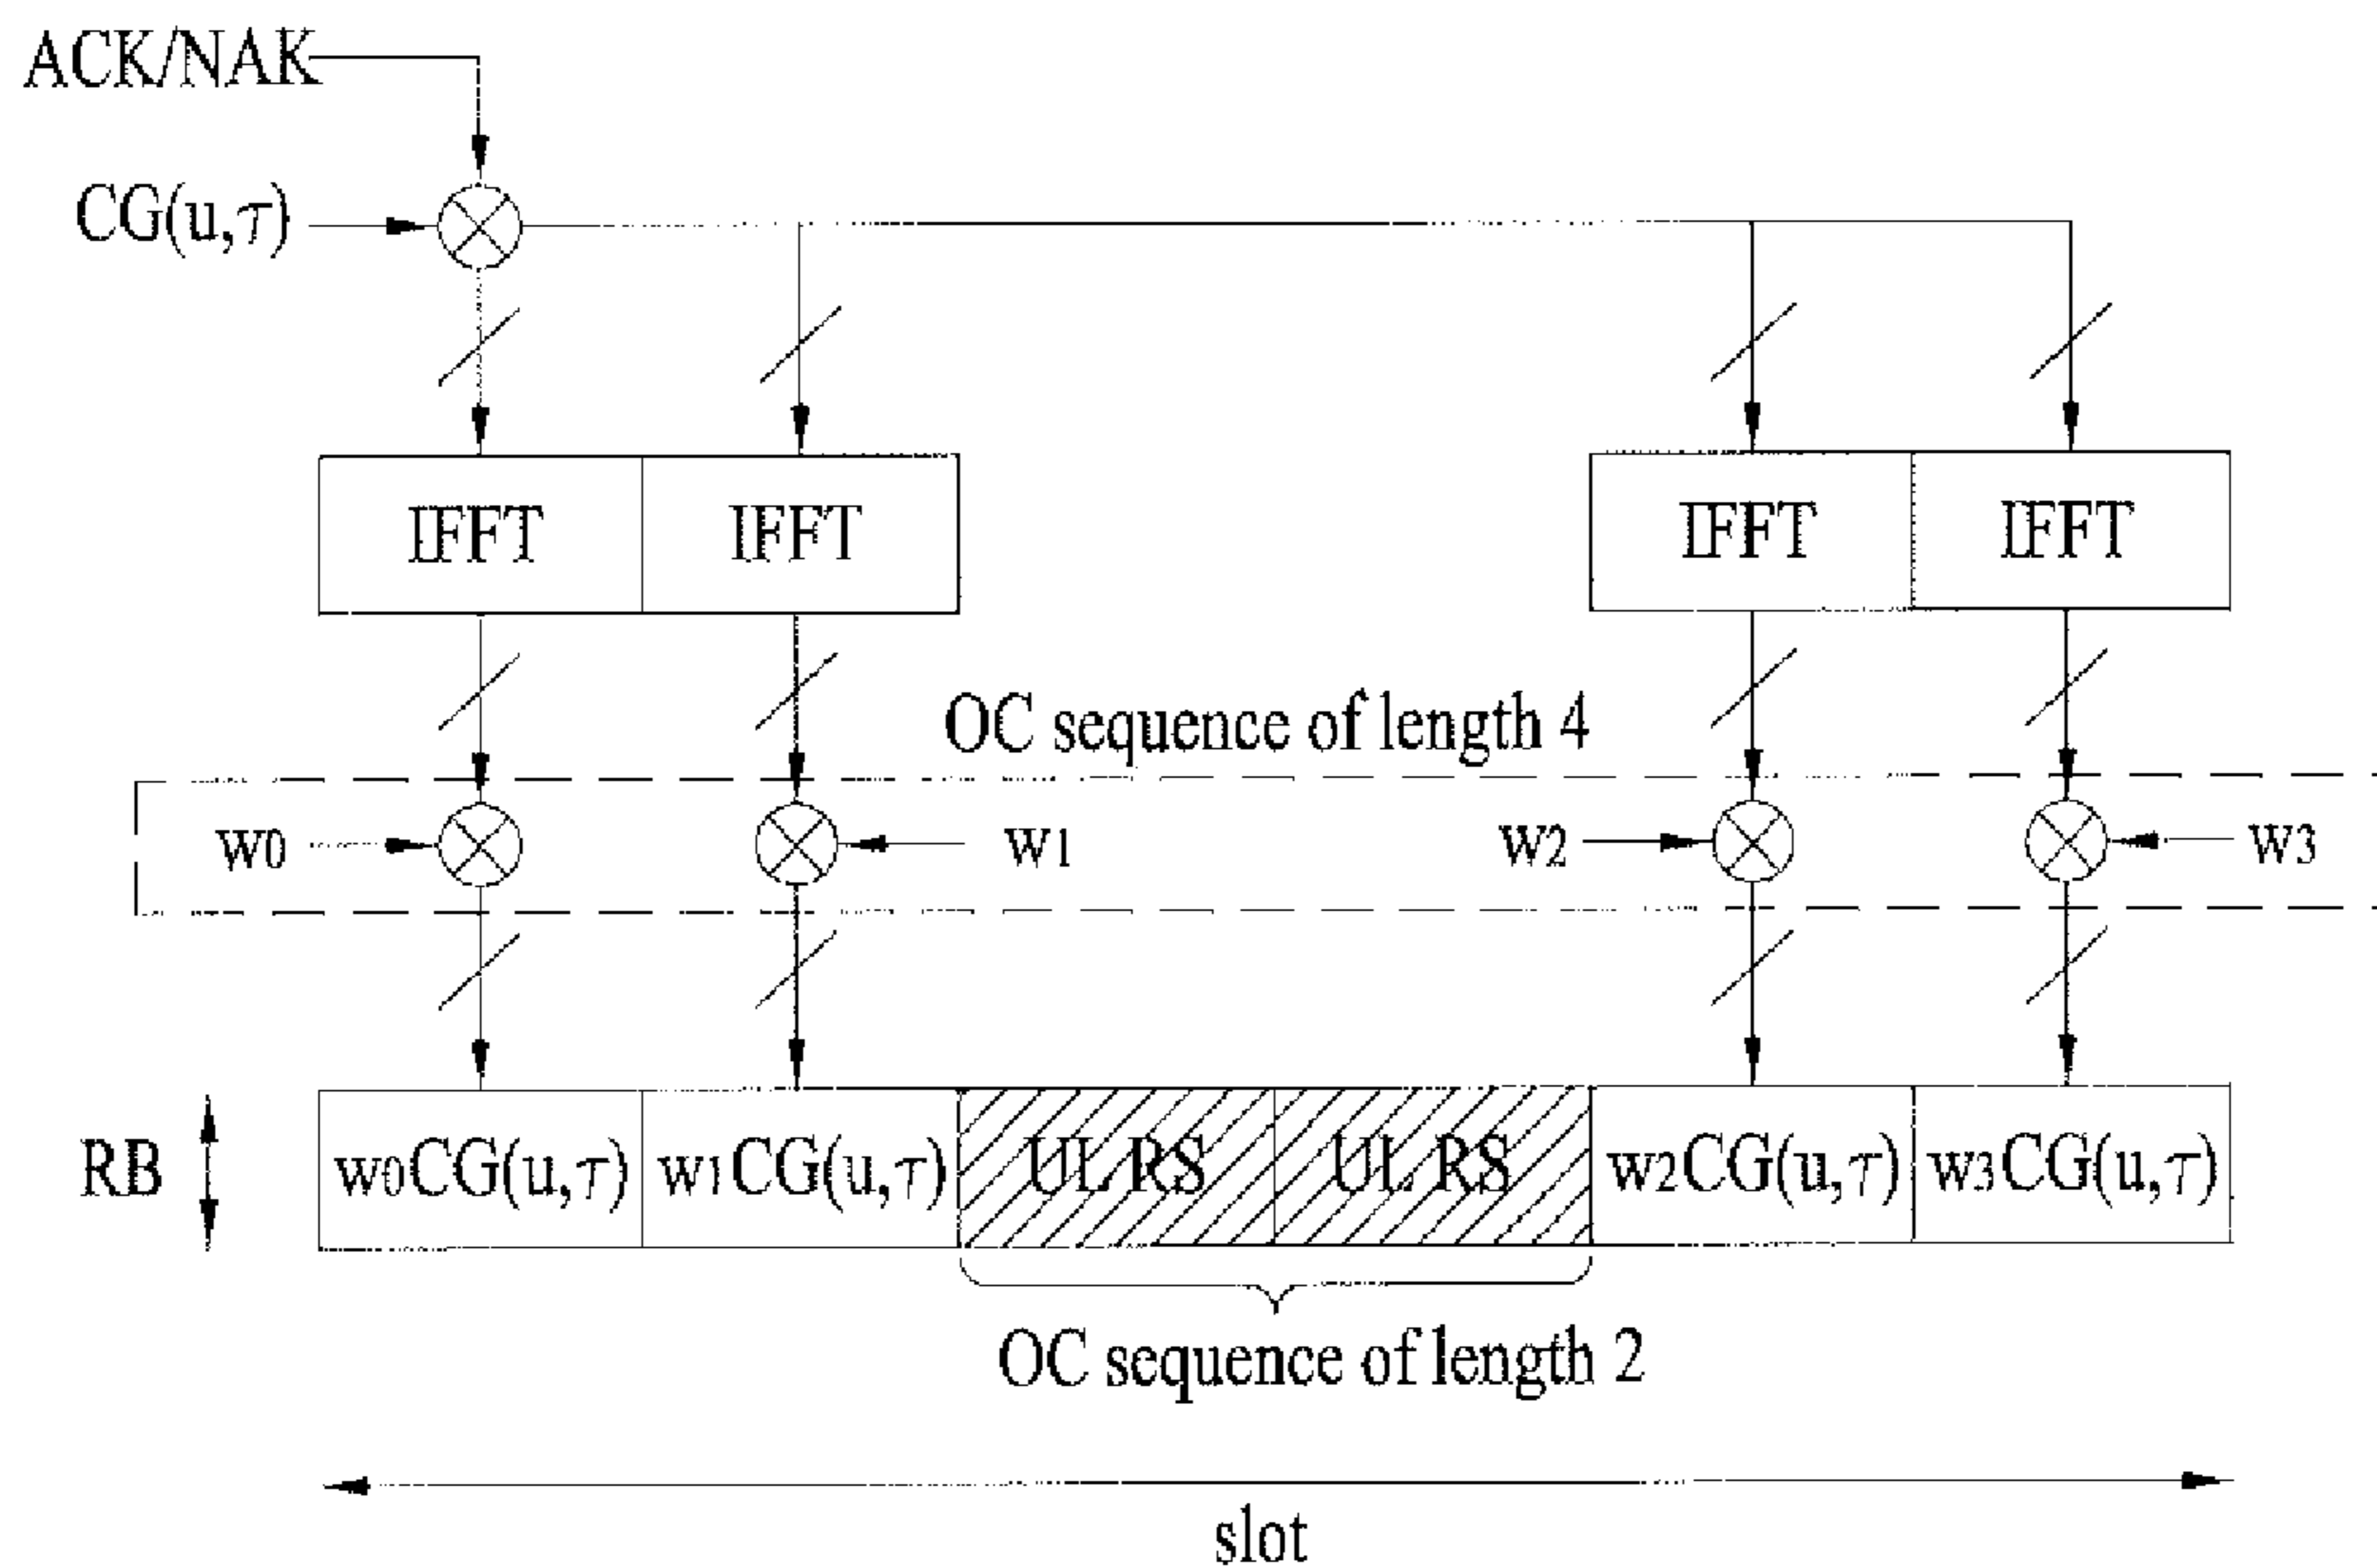 ACK/NAK
CG(u,τ)
IFFT IFFT IFFT IFFT
OC sequence of length 4
w0 w1 w2 w3
RB w0CG(u,τ) w1CG(u,τ) UL RS UL RS w2CG(u,τ) w3CG(u,τ)
OC sequence of length 2
slot